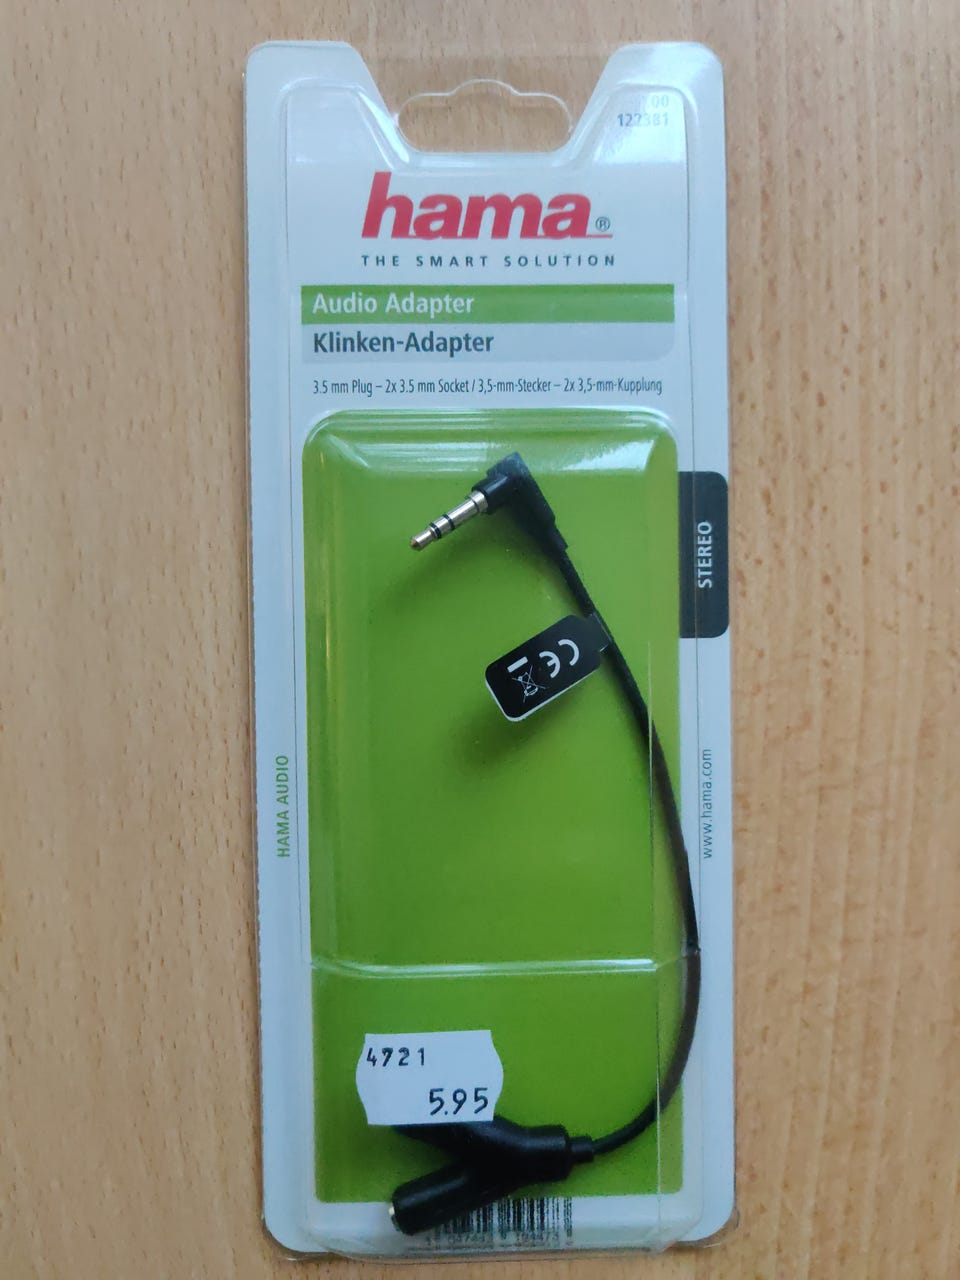 .00
122381
hama®
THE SMART SOLUTION
Audio Adapter
Klinken-Adapter
3.5 mm Plug – 2x 3.5 mm Socket / 3,5-mm-Stecker – 2x 3,5-mm-Kupplung
STEREO
CE
HAMA AUDIO
www.hama.com
4721
5.95